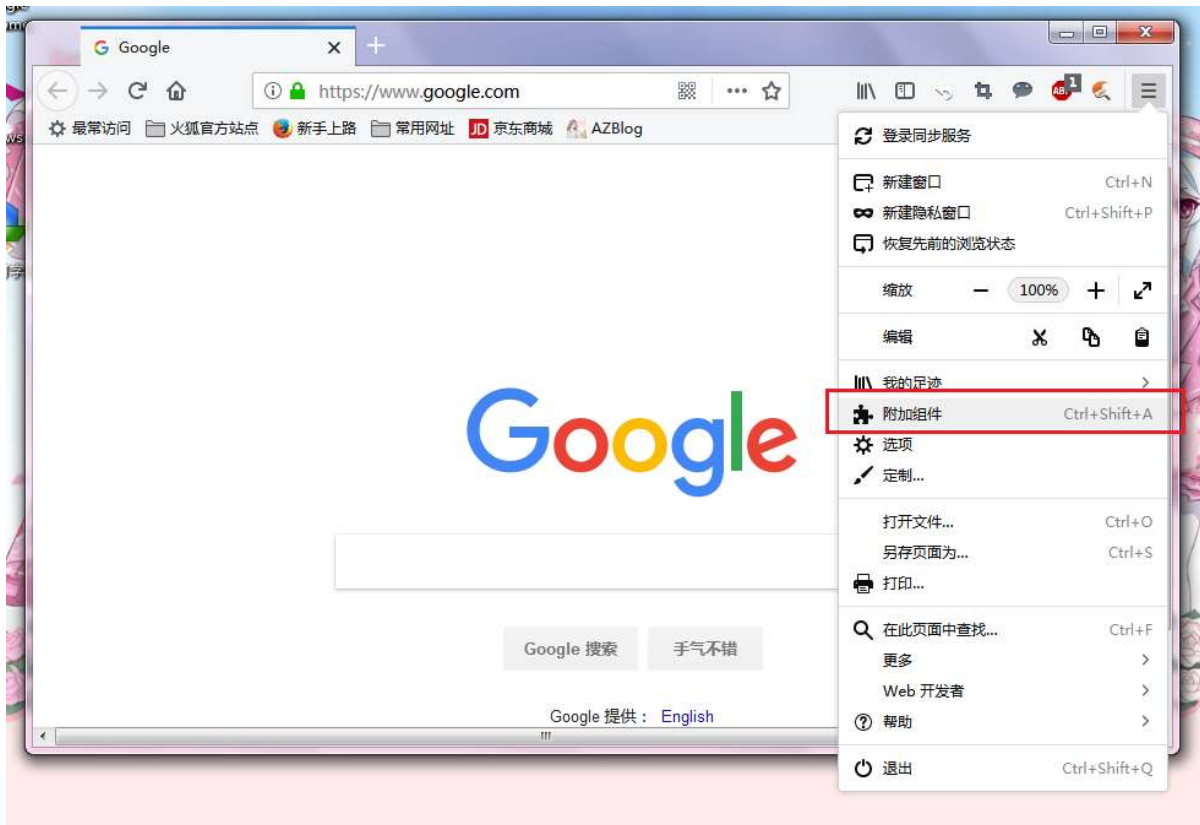 Google
https://www.google.com
ABP
1
最常访问 火狐官方站点 新手上路 常用网址 JD 京东商城 AZBlog
登录同步服务
新建窗口 Ctrl+N
新建隐私窗口 Ctrl+Shift+P
恢复先前的浏览状态
缩放 100%
编辑
我的足迹
附加组件 Ctrl+Shift+A
选项
定制...
打开文件... Ctrl+O
另存页面为... Ctrl+S
打印...
在此页面中查找... Ctrl+F
更多
Web 开发者
帮助
退出 Ctrl+Shift+Q
Google
Google 搜索 手气不错
Google 提供： English